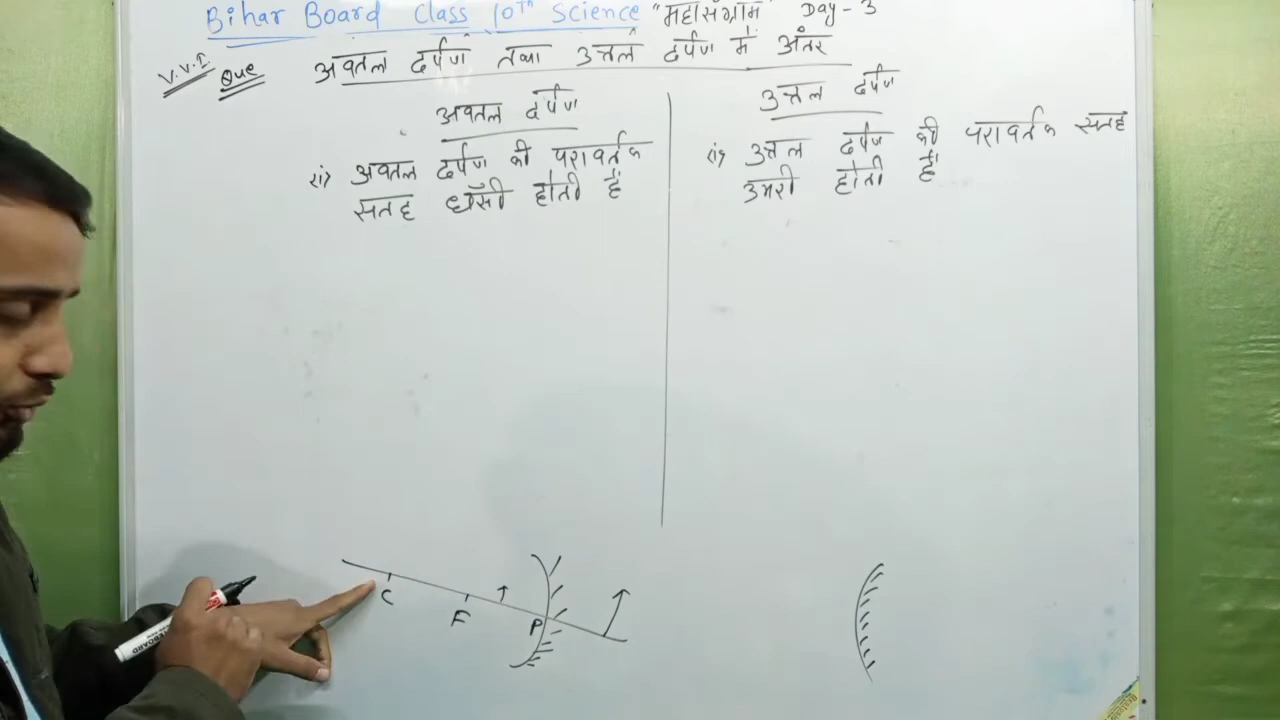 Bihar Board Class 10th Science "महासंग्राम" Day - 3
V.V.I Que
अवतल दर्पण तथा उत्तल दर्पण में अंतर
अवतल दर्पण
(i) अवतल दर्पण की परावर्तक
सतह धँसी होती है
उत्तल दर्पण
(i) उत्तल दर्पण की परावर्तक सतह
उभरी होती है
C
F
P